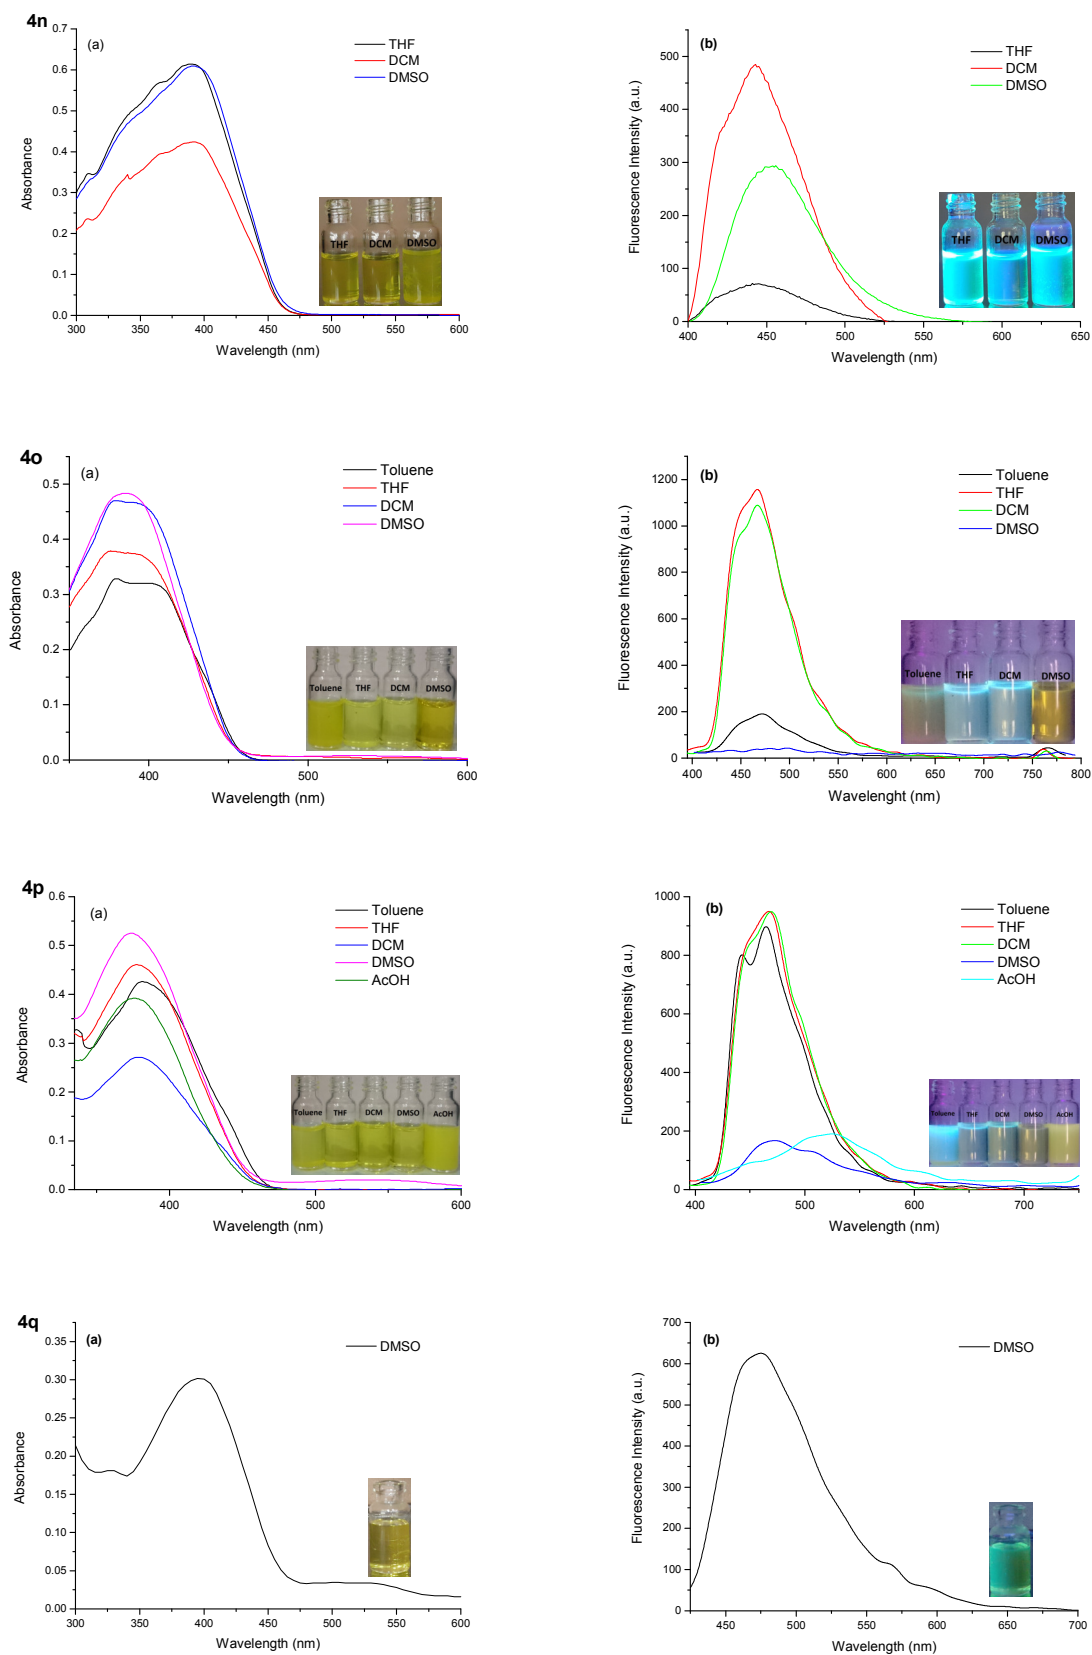 4n
(a)
THF
DCM
DMSO
0.7
0.6
0.5
0.4
0.3
0.2
0.1
0.0
Absorbance
THF DCM DMSO
300 350 400 450 500 550 600
Wavelength (nm)
(b)
THF
DCM
DMSO
500
400
300
200
100
0
Fluorescence Intensity (a.u.)
THF DCM DMSO
400 450 500 550 600 650
Wavelength (nm)
4o
(a)
Toluene
THF
DCM
DMSO
0.5
0.4
0.3
0.2
0.1
0.0
Absorbance
Toluene THF DCM DMSO
400 500 600
Wavelength (nm)
(b)
Toluene
THF
DCM
DMSO
1200
1000
800
600
400
200
0
Fluorescence Intensity (a.u.)
Toluene THF DCM DMSO
400 450 500 550 600 650 700 750 800
Wavelenght (nm)
4p
(a)
Toluene
THF
DCM
DMSO
AcOH
0.6
0.5
0.4
0.3
0.2
0.1
0.0
Absorbance
Toluene THF DCM DMSO AcOH
400 500 600
Wavelength (nm)
(b)
Toluene
THF
DCM
DMSO
AcOH
1000
800
600
400
200
0
Fluorescence Intensity (a.u.)
Toluene THF DCM DMSO AcOH
400 500 600 700
Wavelength (nm)
4q
(a)
DMSO
0.35
0.30
0.25
0.20
0.15
0.10
0.05
0.00
Absorbance
300 350 400 450 500 550 600
Wavelength (nm)
(b)
DMSO
700
600
500
400
300
200
100
0
Fluorescence Intensity (a.u.)
450 500 550 600 650 700
Wavelength (nm)